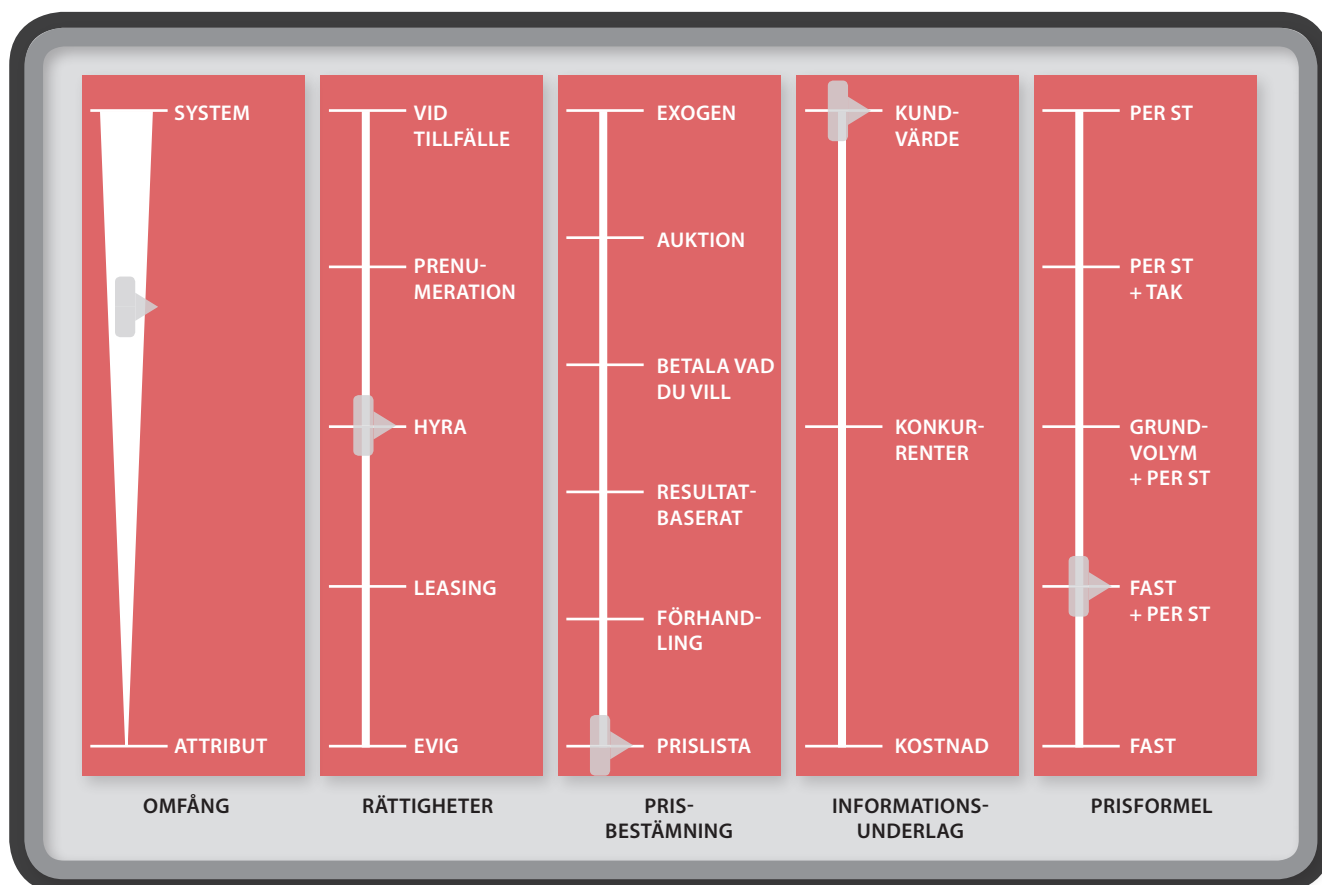 SYSTEM
ATTRIBUT
OMFÅNG
VID
TILLFÄLLE
PRENU-
MERATION
HYRA
LEASING
EVIG
RÄTTIGHETER
EXOGEN
AUKTION
BETALA VAD
DU VILL
RESULTAT-
BASERAT
FÖRHAND-
LING
PRISLISTA
PRIS-
BESTÄMNING
KUND-
VÄRDE
KONKUR-
RENTER
KOSTNAD
INFORMATIONS-
UNDERLAG
PER ST
PER ST
+ TAK
GRUND-
VOLYM
+ PER ST
FAST
+ PER ST
FAST
PRISFORMEL